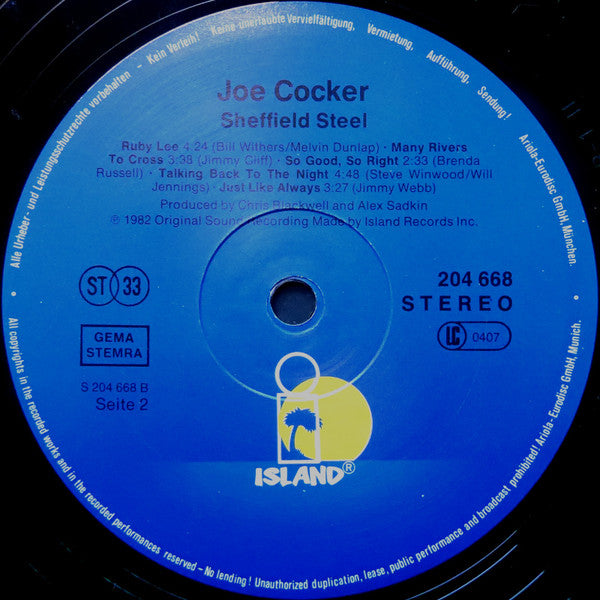 Alle Urheber- und Leistungsschutzrechte vorbehalten - Kein Verleih! Keine unerlaubte Vervielfältigung, Vermietung, Aufführung, Sendung!
Ariola-Eurodisc GmbH, München.
Joe Cocker
Sheffield Steel
Ruby Lee 4:24 (Bill Withers/Melvin Dunlap) · Many Rivers
To Cross 3:38 (Jimmy Cliff) · So Good, So Right 2:33 (Brenda
Russell) · Talking Back To The Night 4:48 (Steve Winwood/Will
Jennings) · Just Like Always 3:27 (Jimmy Webb)
Produced by Chris Blackwell and Alex Sadkin
℗ 1982 Original Sound Recording Made by Island Records Inc.
ST 33
204 668
STEREO
GEMA
STEMRA
LC 0407
S 204 668 B
Seite 2
ISLAND®
All copyrights in the recorded works and in the recorded performances reserved - No lending! Unauthorized duplication, lease, public performance and broadcast prohibited! Ariola-Eurodisc GmbH, Munich.